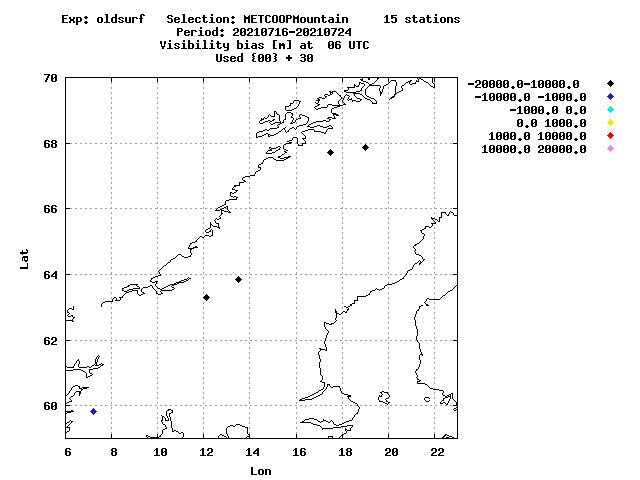 Exp: oldsurf   Selection: METCOOPMountain     15 stations
Period: 20210716-20210724
Visibility bias [m] at  06 UTC
Used {00} + 30
70
68
66
64
62
60
Lat
6 8 10 12 14 16 18 20 22
Lon
-20000.0-10000.0
-10000.0 -1000.0
-1000.0 0.0
0.0 1000.0
1000.0 10000.0
10000.0 20000.0